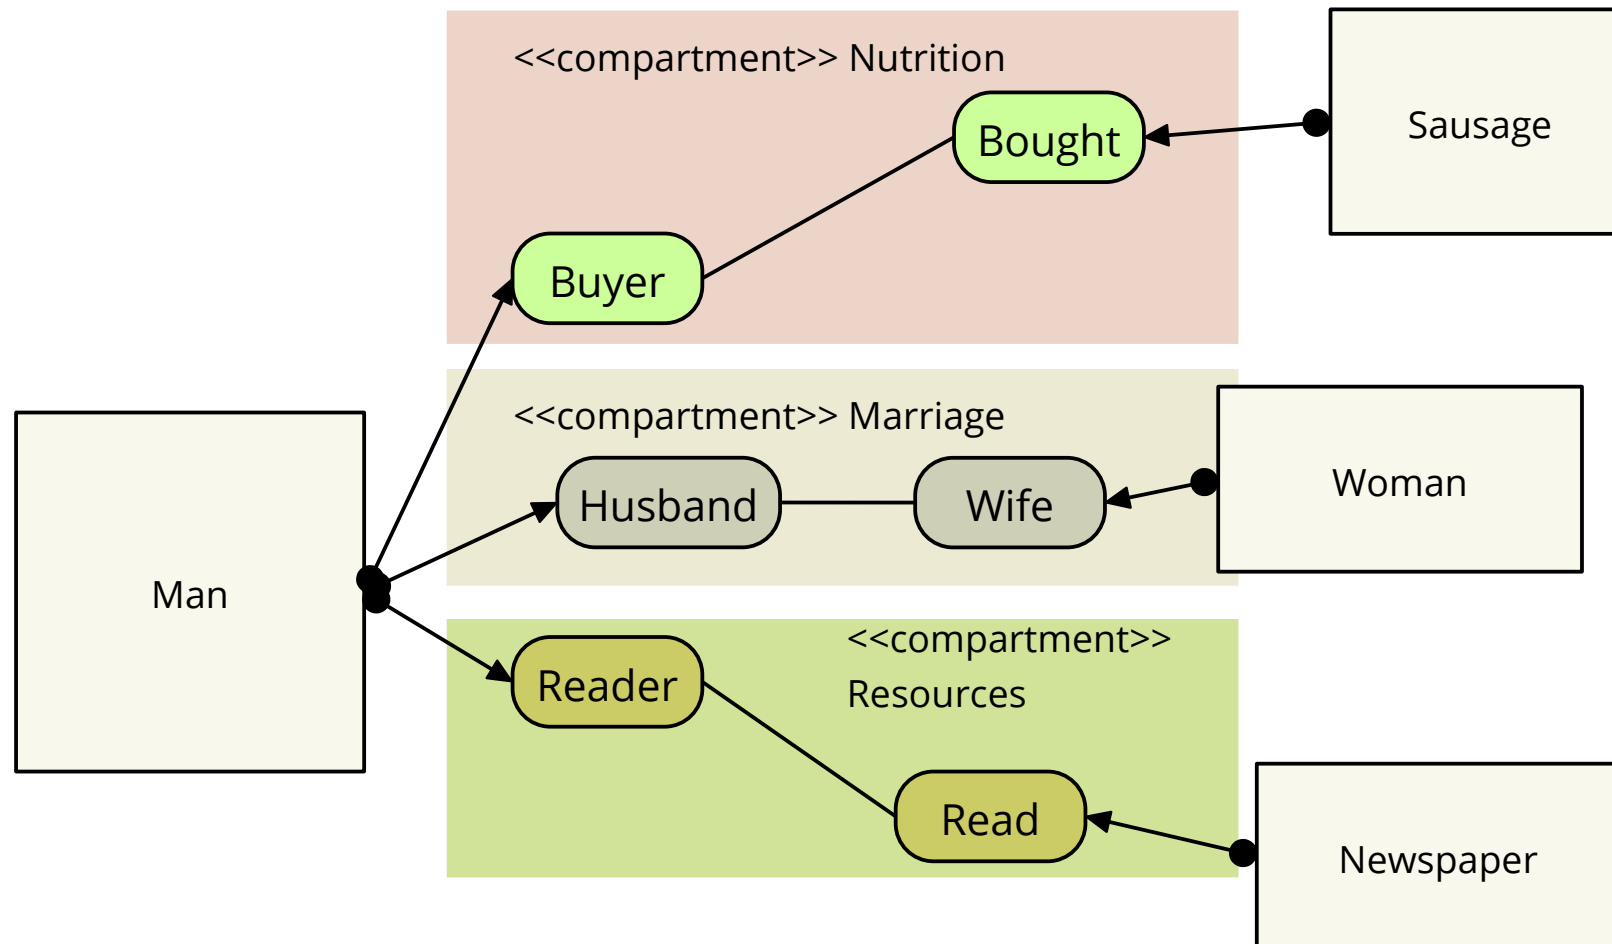 <<compartment>> Nutrition
Bought
Sausage
Buyer
<<compartment>> Marriage
Husband
Wife
Woman
Man
<<compartment>>
Resources
Reader
Read
Newspaper